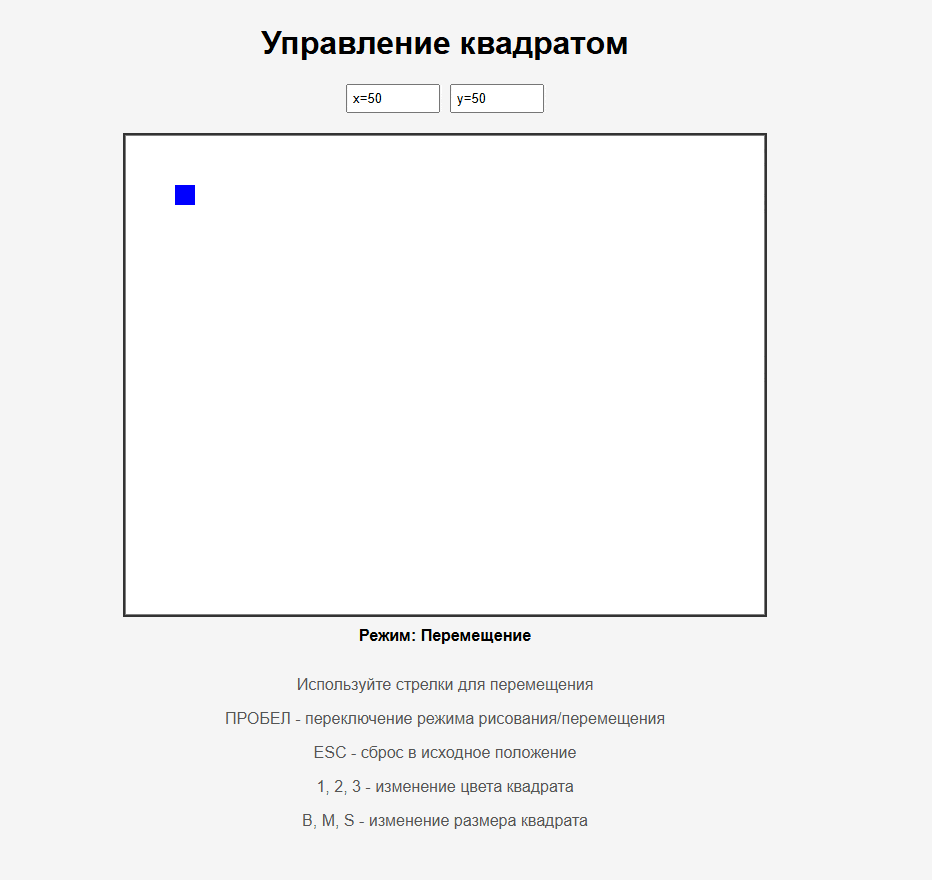 Управление квадратом
x=50 y=50
Режим: Перемещение
Используйте стрелки для перемещения
ПРОБЕЛ - переключение режима рисования/перемещения
ESC - сброс в исходное положение
1, 2, 3 - изменение цвета квадрата
B, M, S - изменение размера квадрата